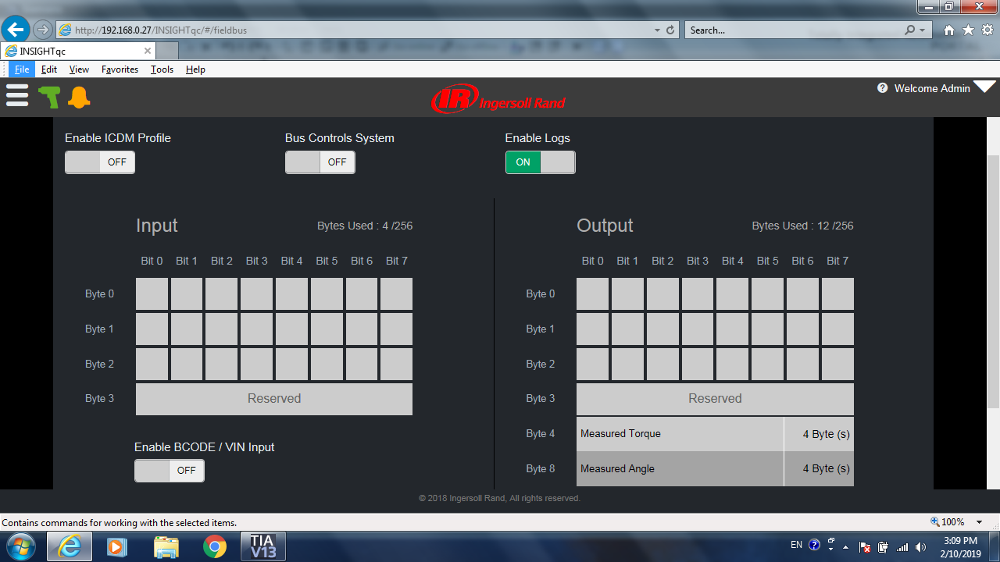 http://192.168.0.27/INSIGHTqc/#/fieldbus
Search...
INSIGHTqc
File Edit View Favorites Tools Help
IR Ingersoll Rand
Welcome Admin
Enable ICDM Profile Bus Controls System Enable Logs
OFF OFF ON
Input Bytes Used : 4 /256
Bit 0 Bit 1 Bit 2 Bit 3 Bit 4 Bit 5 Bit 6 Bit 7
Byte 0
Byte 1
Byte 2
Byte 3 Reserved
Enable BCODE / VIN Input
OFF
Output Bytes Used : 12 /256
Bit 0 Bit 1 Bit 2 Bit 3 Bit 4 Bit 5 Bit 6 Bit 7
Byte 0
Byte 1
Byte 2
Byte 3 Reserved
Byte 4 Measured Torque 4 Byte (s)
Byte 8 Measured Angle 4 Byte (s)
© 2018 Ingersoll Rand, All rights reserved.
Contains commands for working with the selected items.
100%
TIA
V13
EN
3:09 PM
2/10/2019